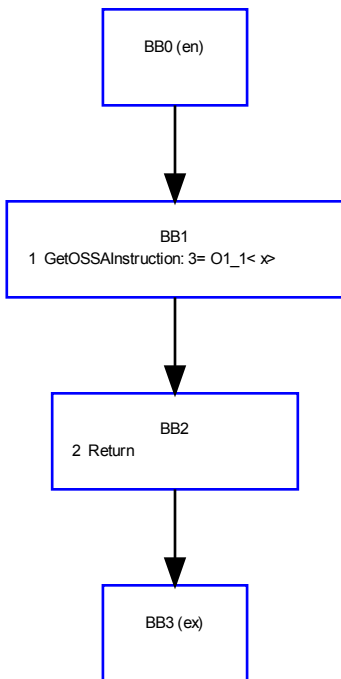 BB0 (en)
BB1
1 GetOSSAInstruction: 3= O1_1< x>
BB2
2 Return
BB3 (ex)